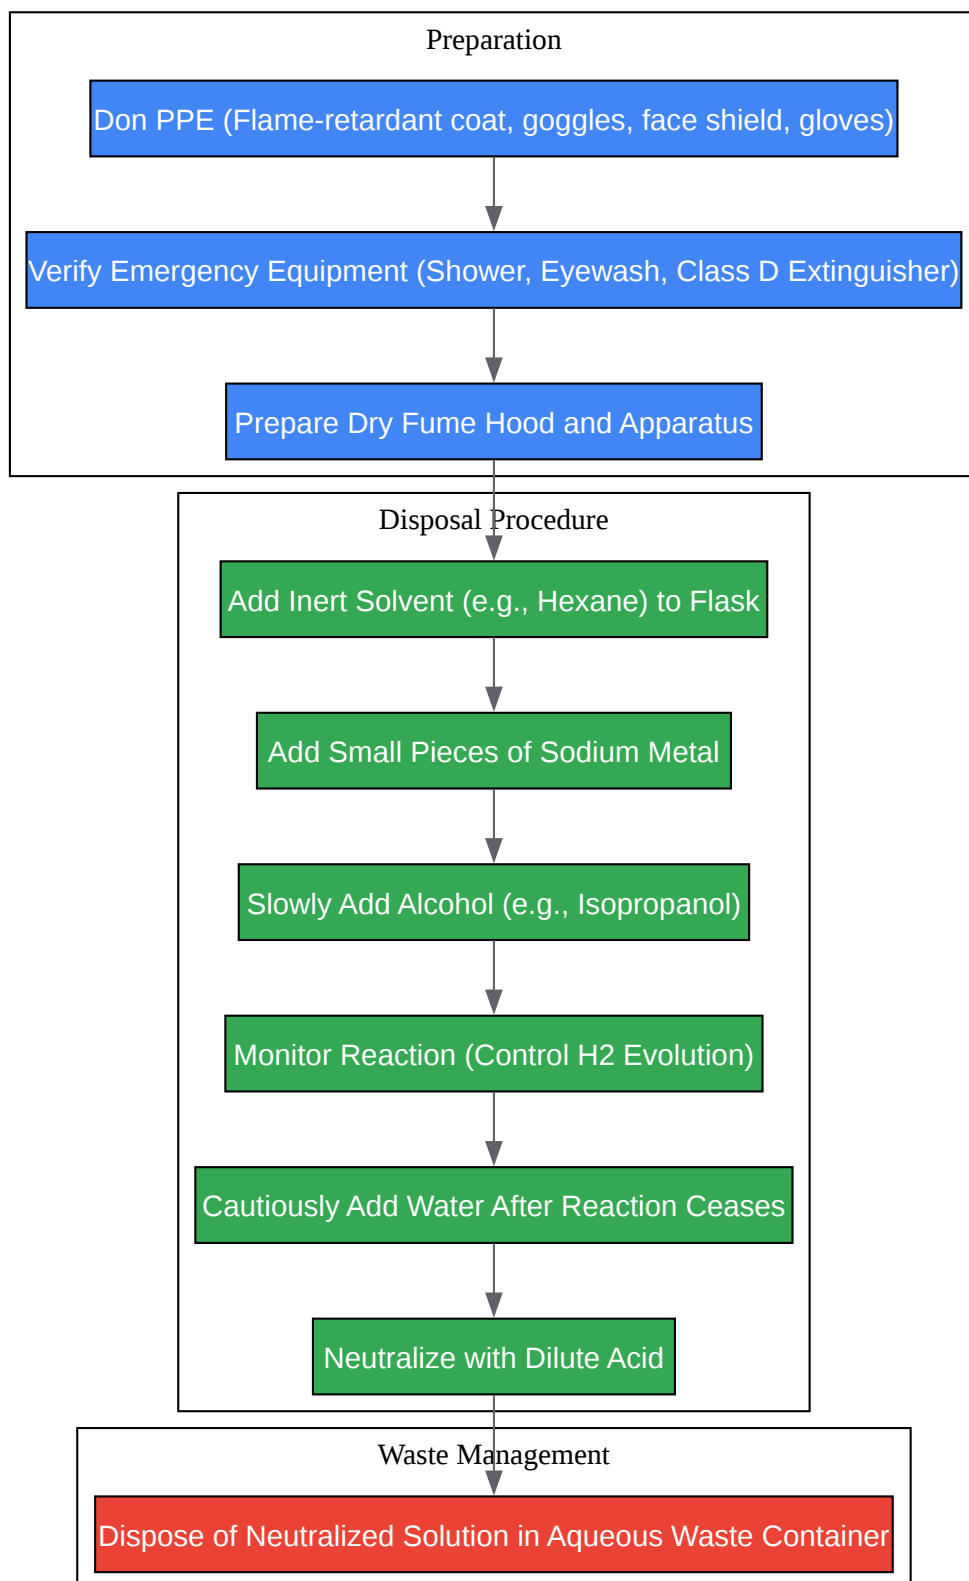 Preparation
Don PPE (Flame-retardant coat, goggles, face shield, gloves)
Verify Emergency Equipment (Shower, Eyewash, Class D Extinguisher)
Prepare Dry Fume Hood and Apparatus
Disposal Procedure
Add Inert Solvent (e.g., Hexane) to Flask
Add Small Pieces of Sodium Metal
Slowly Add Alcohol (e.g., Isopropanol)
Monitor Reaction (Control H2 Evolution)
Cautiously Add Water After Reaction Ceases
Neutralize with Dilute Acid
Waste Management
Dispose of Neutralized Solution in Aqueous Waste Container